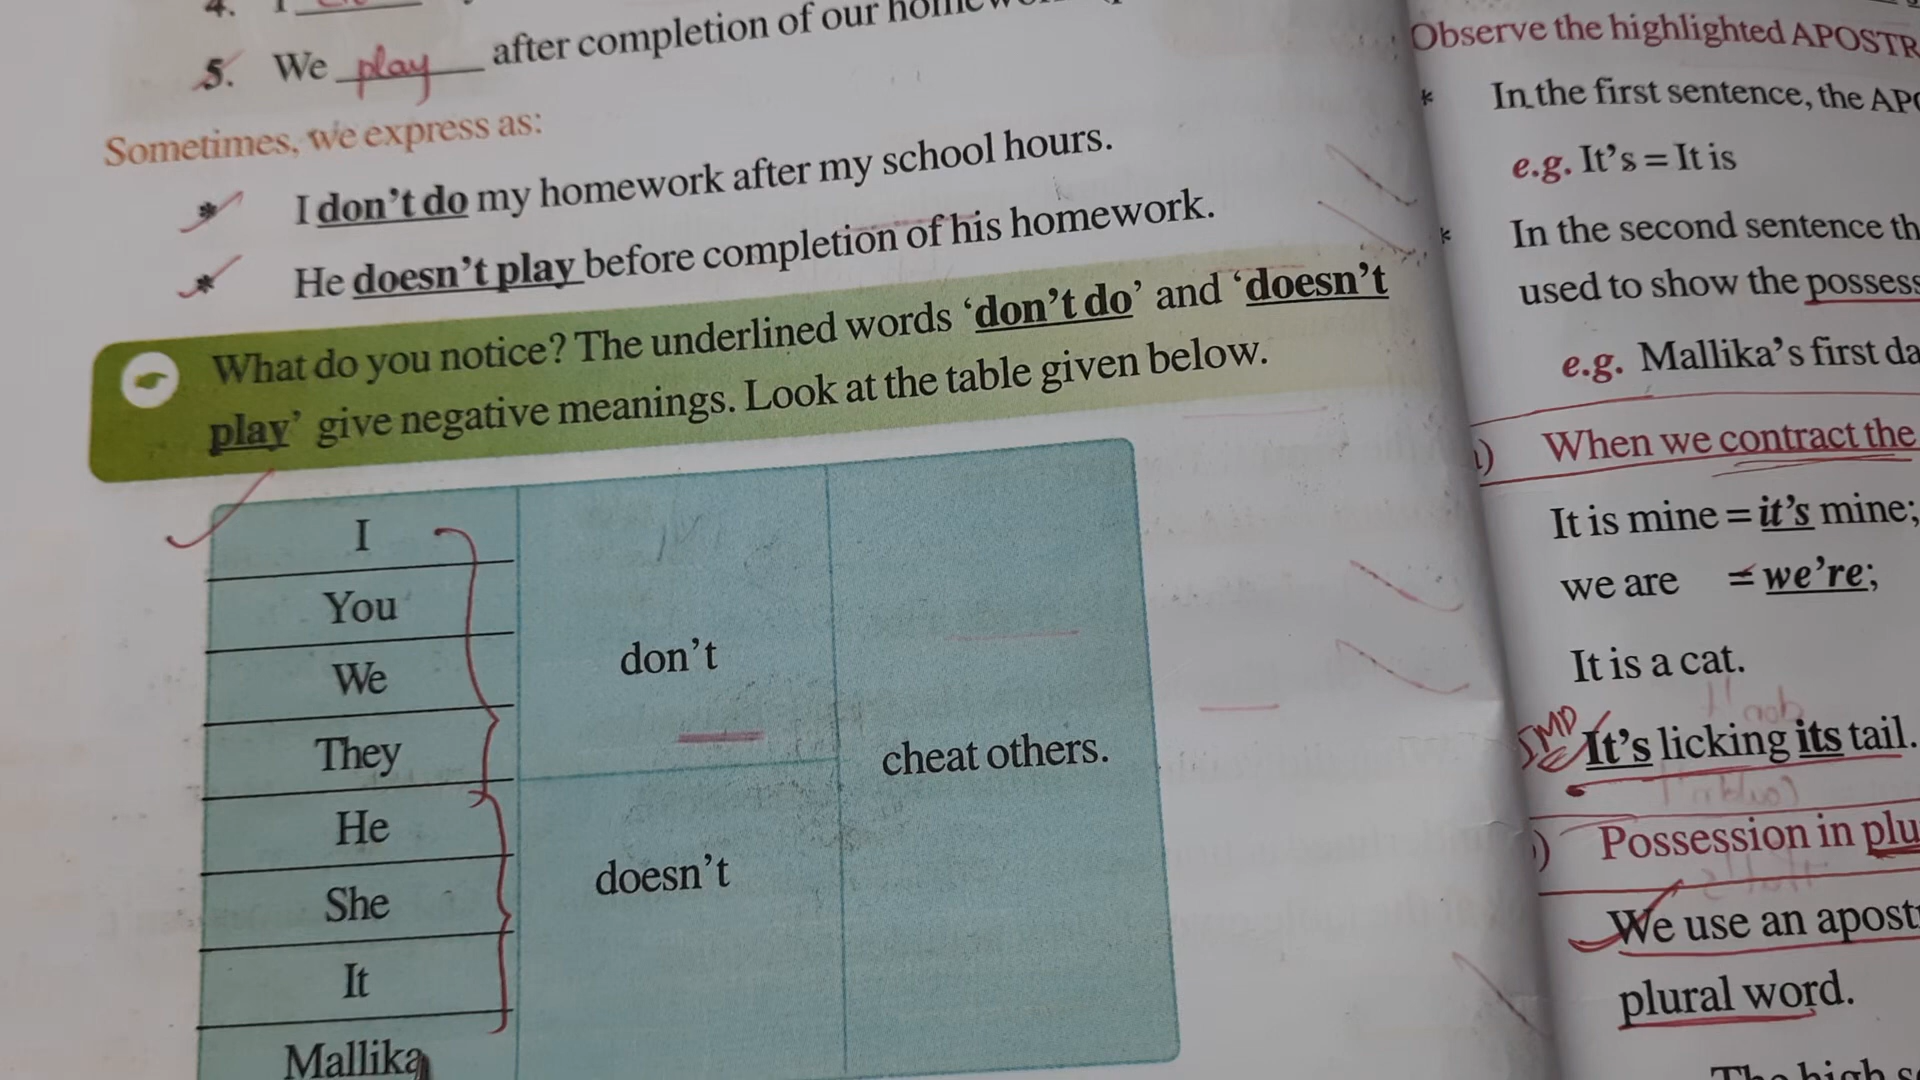 4. I
5. We play after completion of our
Sometimes, we express as:
* I don't do my homework after my school hours.
* He doesn't play before completion of his homework.
What do you notice? The underlined words ‘don't do’ and ‘doesn't
play’ give negative meanings. Look at the table given below.
I
You
We
They
He
She
It
Mallika
don't
doesn't
cheat others.
Observe the highlighted APOSTR
* In the first sentence, the APO
e.g. It's = It is
* In the second sentence th
used to show the possess
e.g. Mallika's first da
i) When we contract the
It is mine = it's mine;
we are = we're;
It is a cat.
IMP It's licking its tail.
) Possession in plu
We use an apost
plural word.